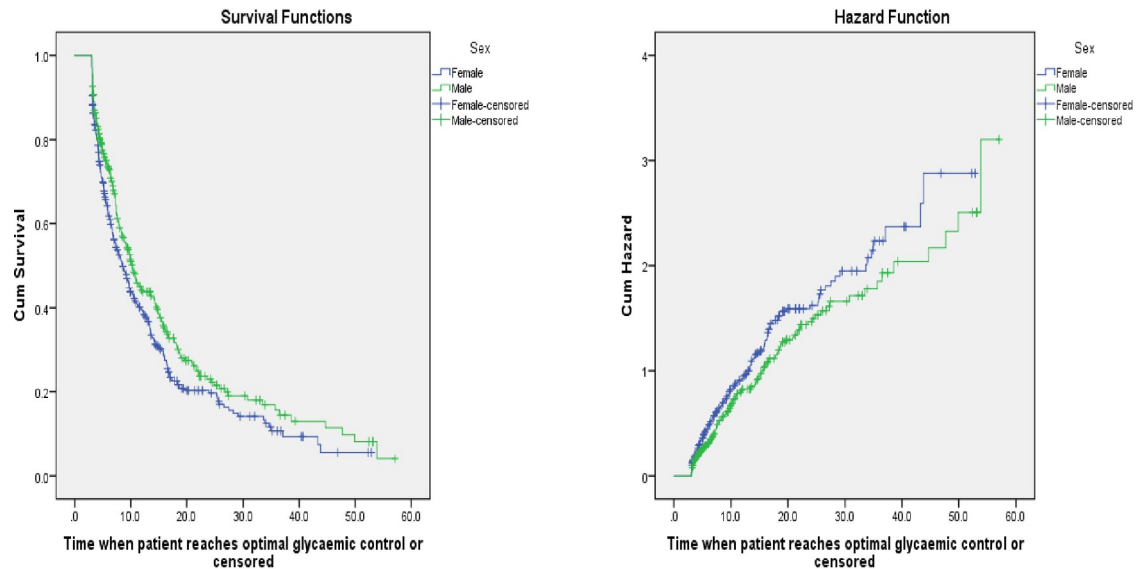 Survival Functions
Sex
Female
Male
Female-censored
Male-censored
Cum Survival
1.0
0.8
0.6
0.4
0.2
0.0
.0 10.0 20.0 30.0 40.0 50.0 60.0
Time when patient reaches optimal glycaemic control or
censored
Hazard Function
Sex
Female
Male
Female-censored
Male-censored
Cum Hazard
4
3
2
1
0
.0 10.0 20.0 30.0 40.0 50.0 60.0
Time when patient reaches optimal glycaemic control or
censored